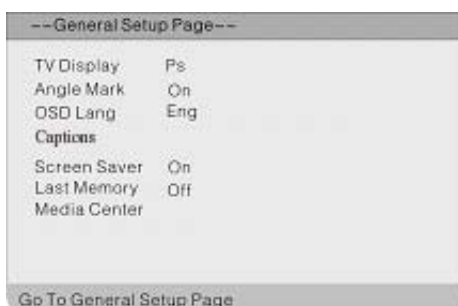 --General Setup Page--
TV Display Ps
Angle Mark On
OSD Lang Eng
Captions
Screen Saver On
Last Memory Off
Media Center
Go To General Setup Page